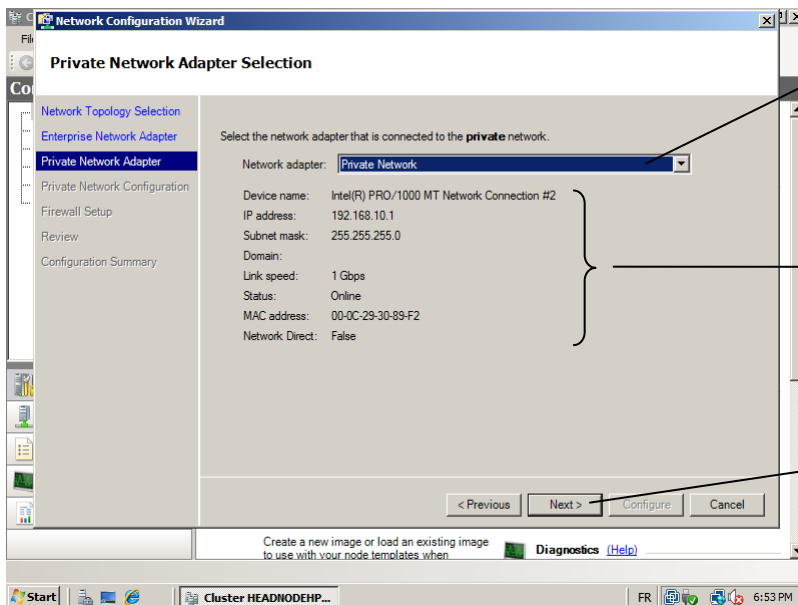 Network Configuration Wizard
Fil
Private Network Adapter Selection
Co
Network Topology Selection
Enterprise Network Adapter
Private Network Adapter
Private Network Configuration
Firewall Setup
Review
Configuration Summary
Select the network adapter that is connected to the private network.
Network adapter: Private Network
Device name: Intel(R) PRO/1000 MT Network Connection #2
IP address: 192.168.10.1
Subnet mask: 255.255.255.0
Domain:
Link speed: 1 Gbps
Status: Online
MAC address: 00-0C-29-30-89-F2
Network Direct: False
< Previous Next > Configure Cancel
Create a new image or load an existing image
to use with your node templates when
Diagnostics (Help)
Start Cluster HEADNODEHP... FR 6:53 PM